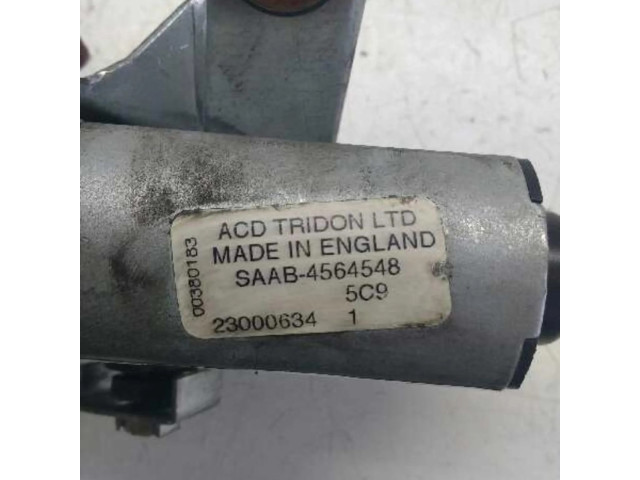 ACD TRIDON LTD
MADE IN ENGLAND
SAAB-4564548
5C9
23000634 1
00380183